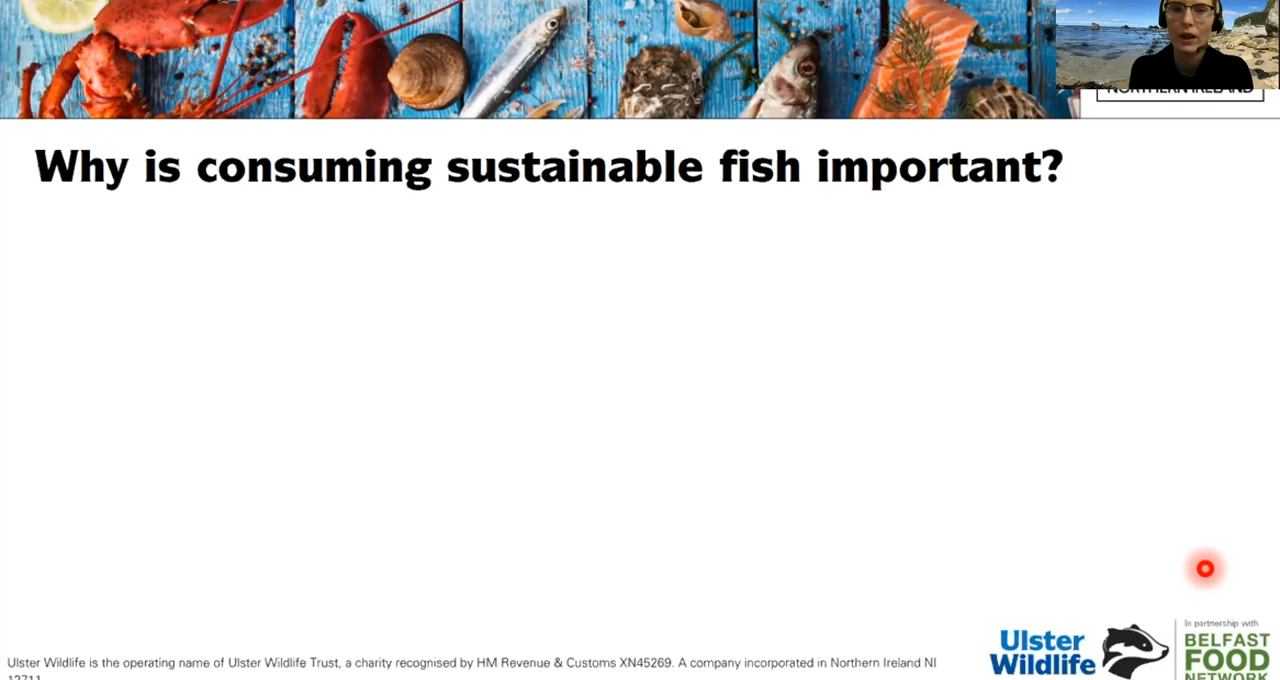 NORTHERN IRELAND
Why is consuming sustainable fish important?
In partnership with
Ulster
Wildlife
BELFAST
FOOD
NETWORK
Ulster Wildlife is the operating name of Ulster Wildlife Trust, a charity recognised by HM Revenue & Customs XN45269. A company incorporated in Northern Ireland NI
12711